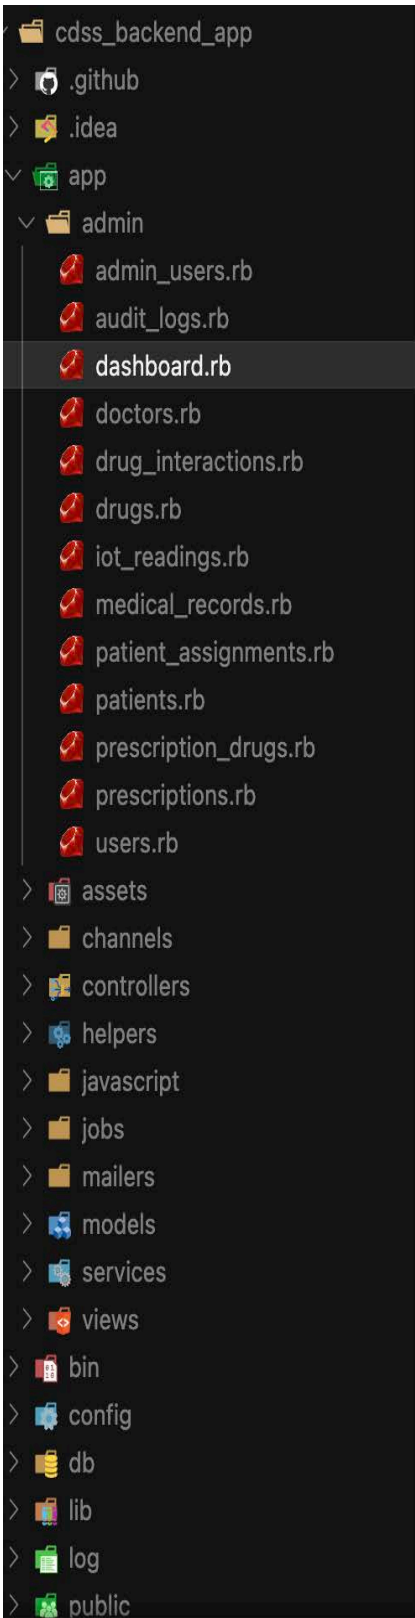 cdss_backend_app
.github
.idea
app
admin
admin_users.rb
audit_logs.rb
dashboard.rb
doctors.rb
drug_interactions.rb
drugs.rb
iot_readings.rb
medical_records.rb
patient_assignments.rb
patients.rb
prescription_drugs.rb
prescriptions.rb
users.rb
assets
channels
controllers
helpers
javascript
jobs
mailers
models
services
views
bin
config
db
lib
log
public